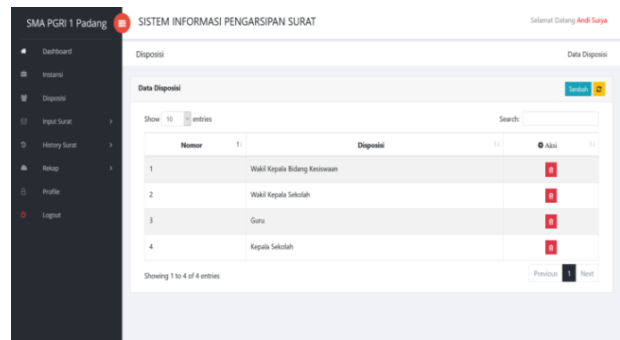 SMA PGRI 1 Padang
SISTEM INFORMASI PENGARSIPAN SURAT
Selamat Datang Andi Surya
Dashboard
Instansi
Disposisi
Input Surat
History Surat
Rekap
Profile
Logout
Disposisi
Data Disposisi
Data Disposisi
Tambah
Show 10 entries
Search:
Nomor Disposisi Aksi
1 Wakil Kepala Bidang Kesiswaan
2 Wakil Kepala Sekolah
3 Guru
4 Kepala Sekolah
Showing 1 to 4 of 4 entries
Previous 1 Next